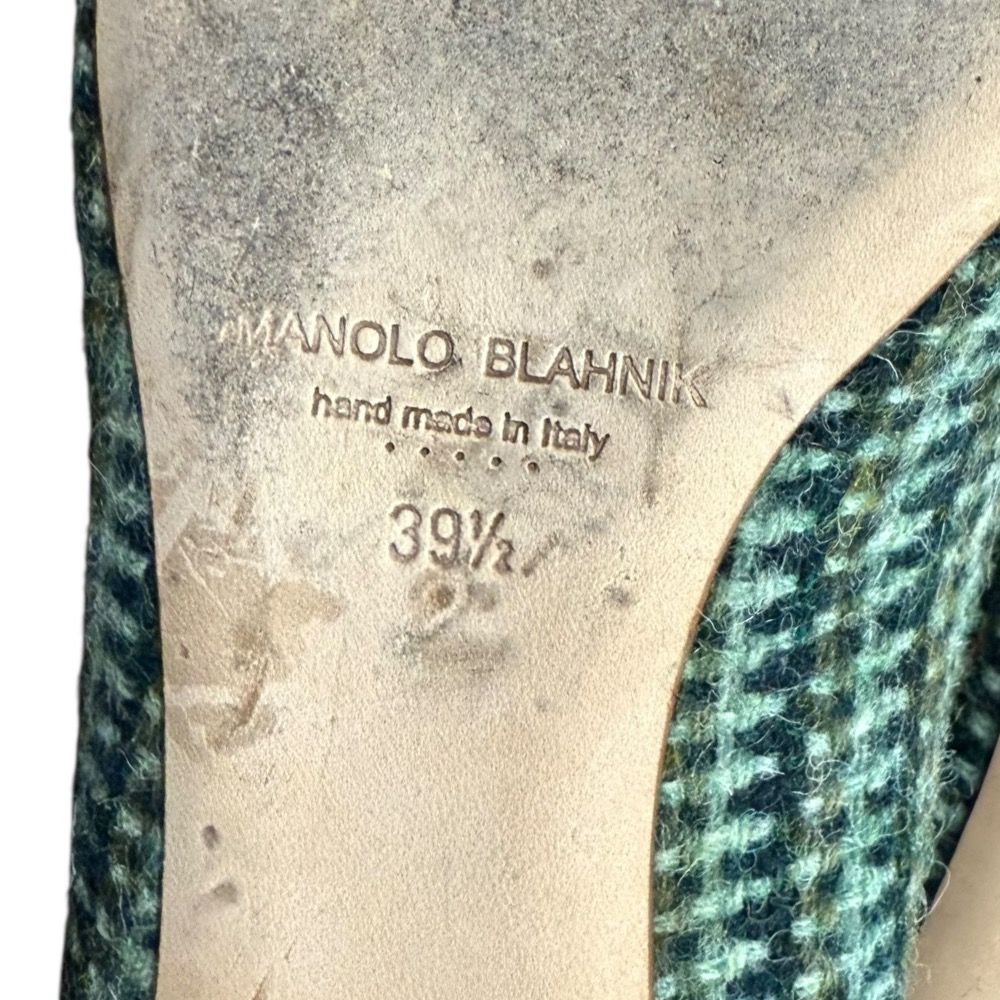 MANOLO BLAHNIK
hand made in Italy
39½